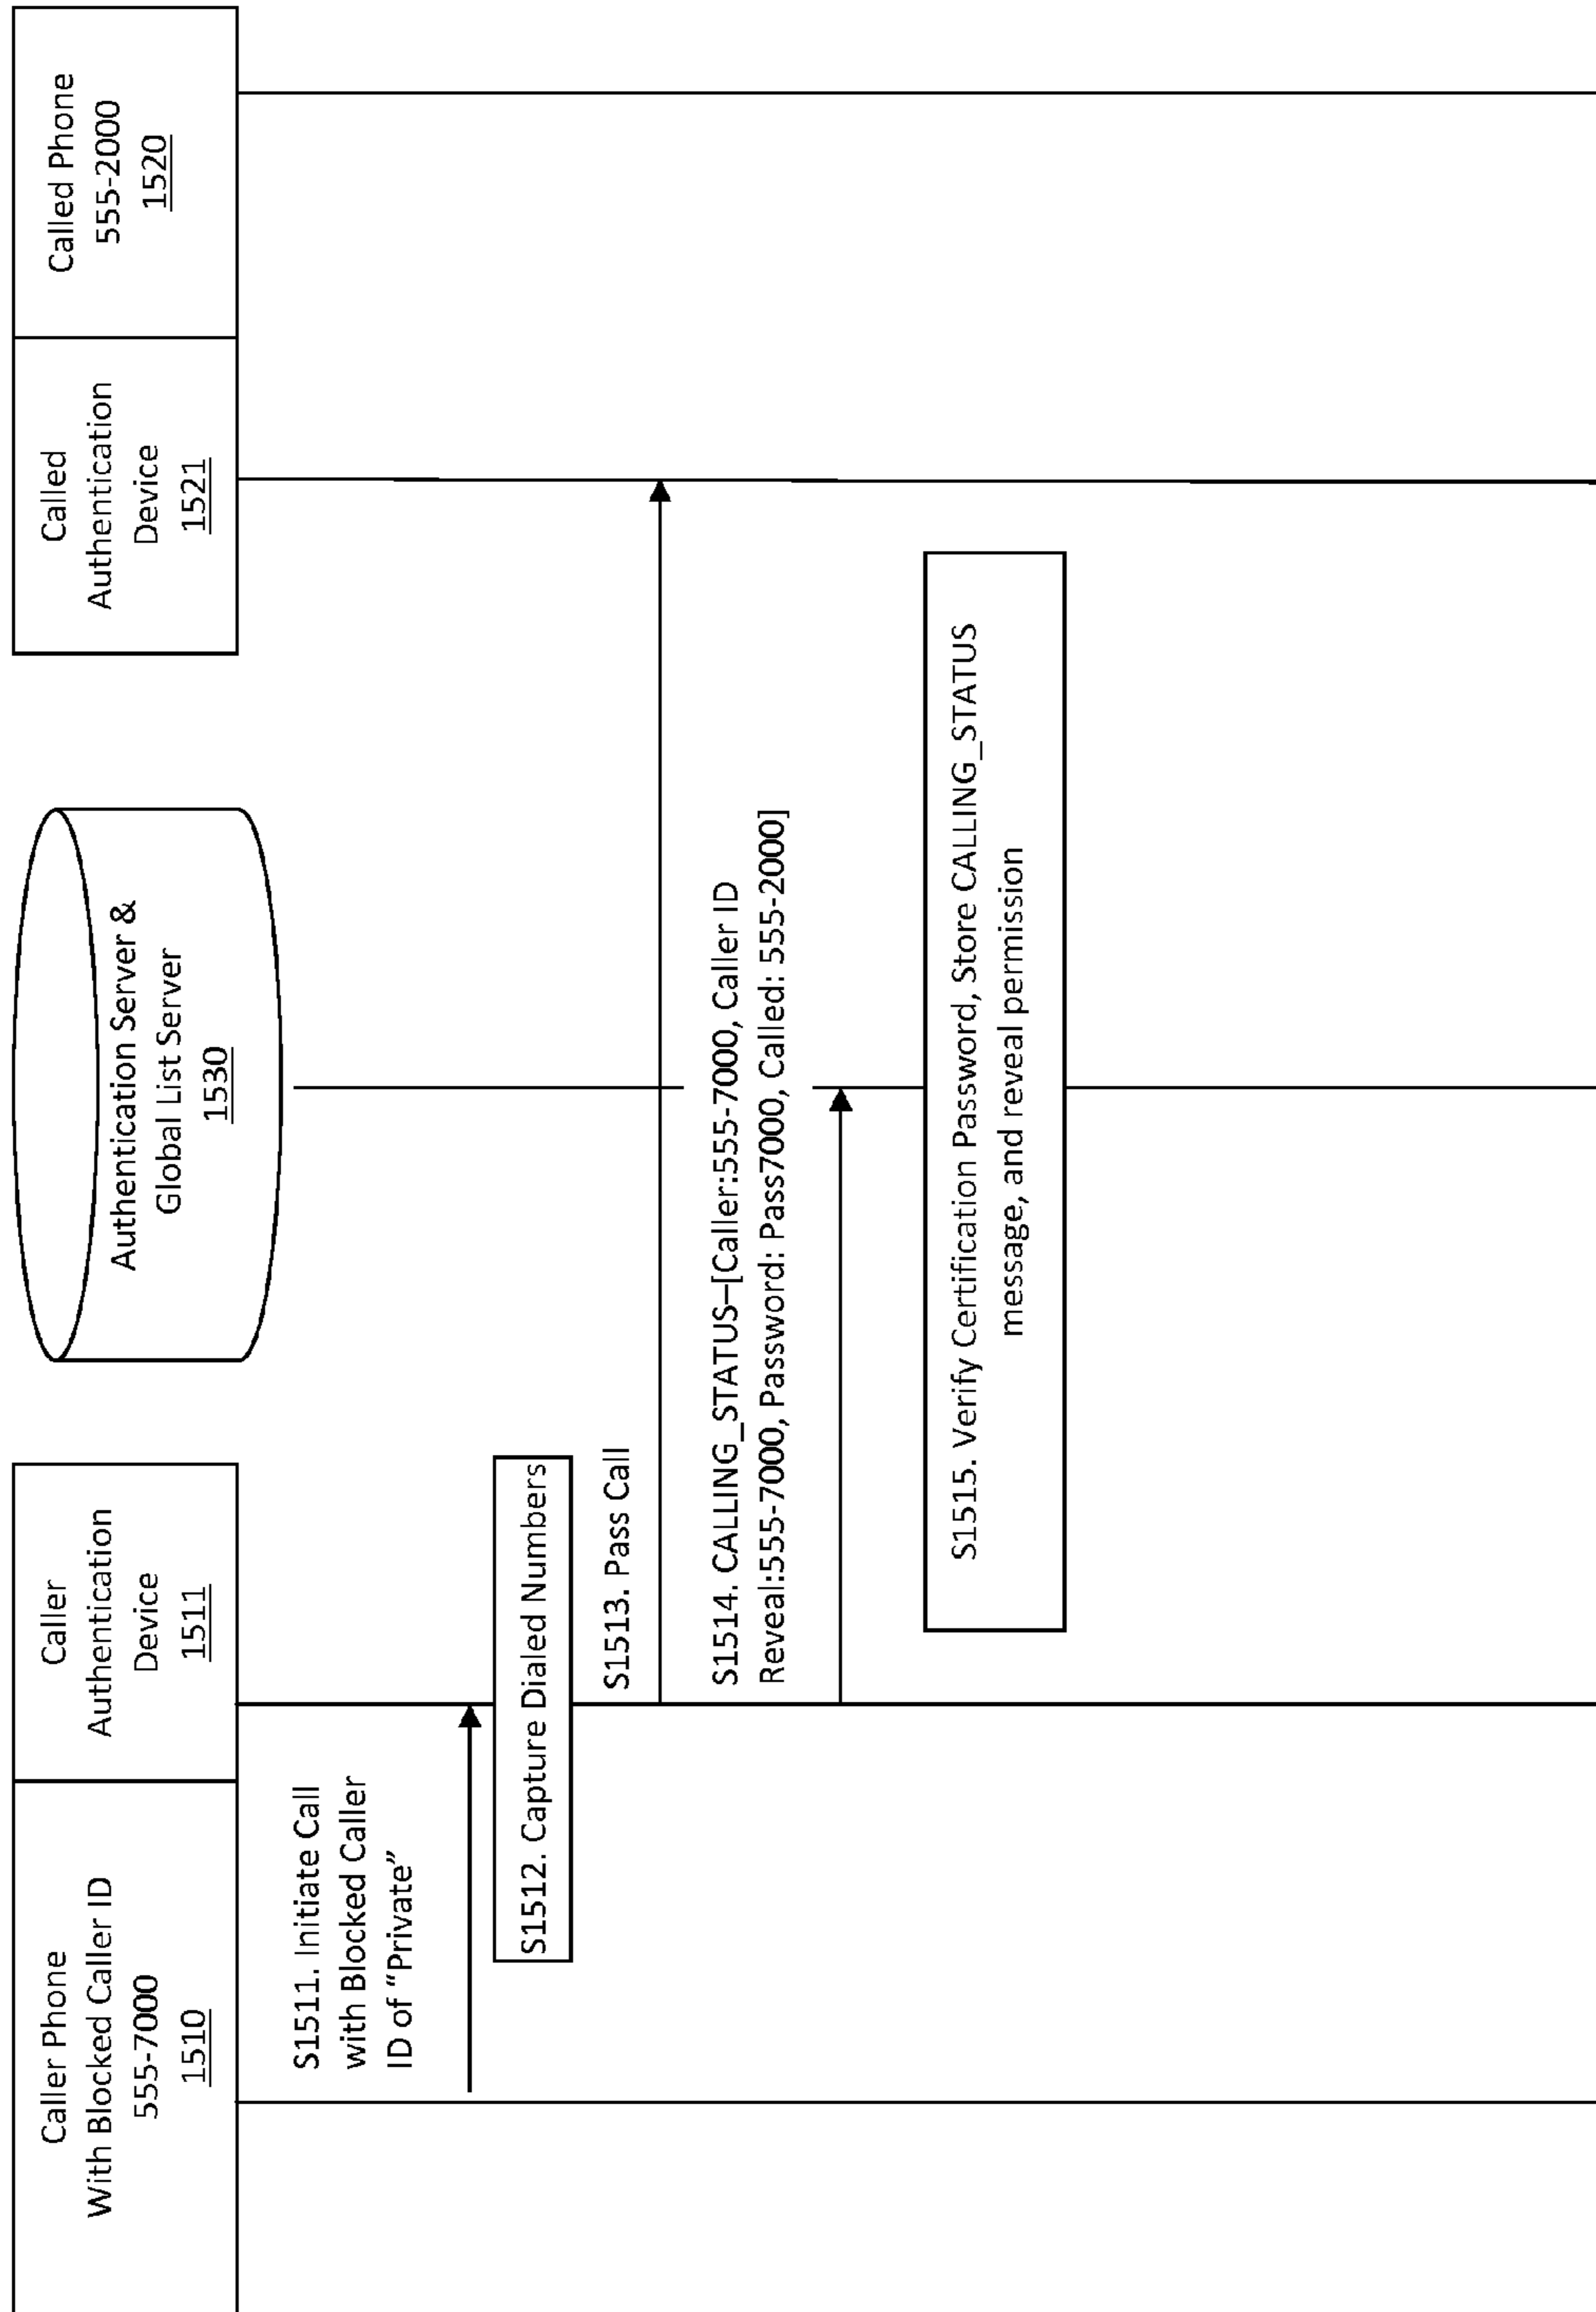 Caller Phone
With Blocked Caller ID
555-7000
1510
Caller
Authentication
Device
1511
Authentication Server &
Global List Server
1530
Called
Authentication
Device
1521
Called Phone
555-2000
1520
S1511. Initiate Call
with Blocked Caller
ID of “Private”
S1512. Capture Dialed Numbers
S1513. Pass Call
S1514. CALLING_STATUS–[Caller:555-7000, Caller ID
Reveal:555-7000, Password: Pass7000, Called: 555-2000]
S1515. Verify Certification Password, Store CALLING_STATUS
message, and reveal permission